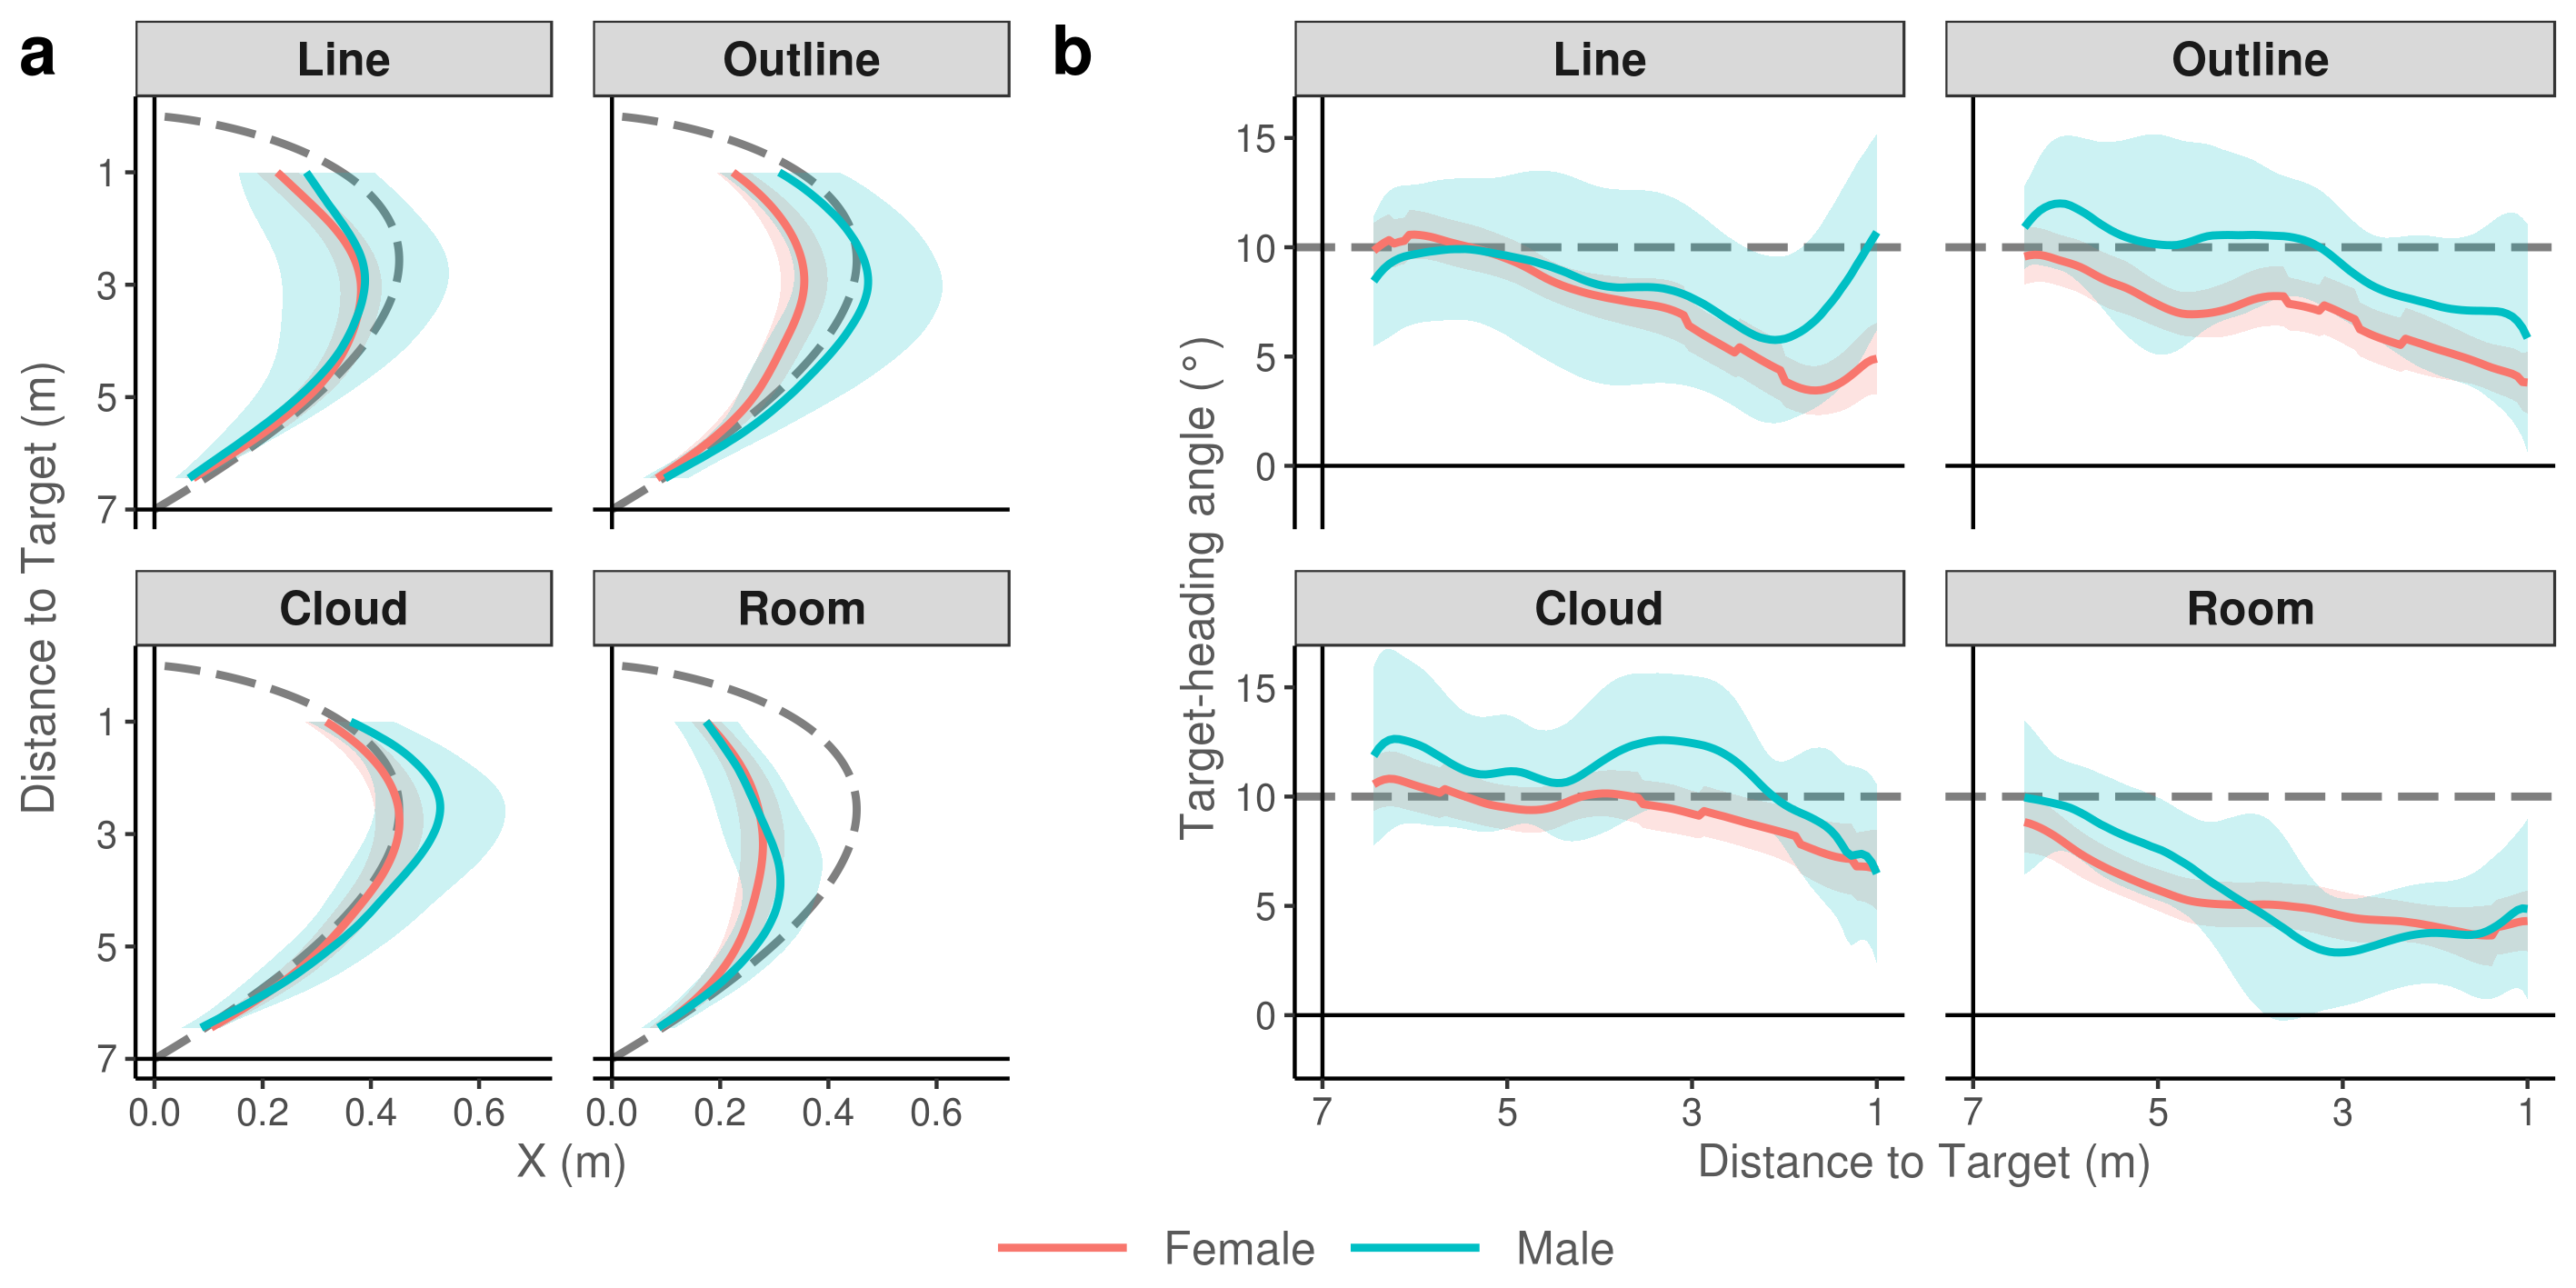 a
Line
Outline
1
3
5
7
Cloud
Room
1
3
5
7
0.0 0.2 0.4 0.6
0.0 0.2 0.4 0.6
Distance to Target (m)
X (m)
b
Line
Outline
15
10
5
0
Cloud
Room
15
10
5
0
7 5 3 1
7 5 3 1
Target-heading angle (°)
Distance to Target (m)
Female Male